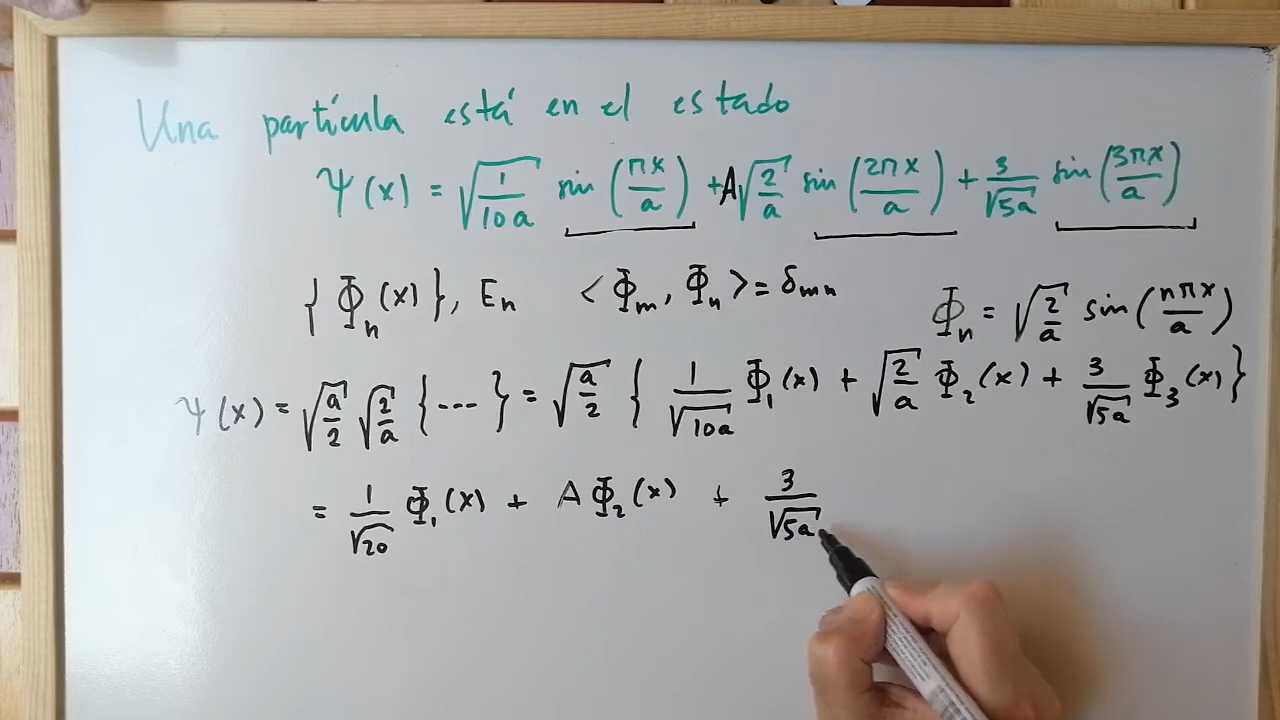 Una partícula está en el estado
Ψ(x) = √(1/10a) sin(πx/a) + A√(2/a) sin(2πx/a) + 3/√5a sin(3πx/a)
{Φₙ(x)}, Eₙ <Φₘ, Φₙ> = δₘₙ Φₙ = √(2/a) sin(nπx/a)
Ψ(x) = √(a/2) √(2/a) {---} = √(a/2) { 1/√10a Φ₁(x) + √(2/a) Φ₂(x) + 3/√5a Φ₃(x) }
= 1/√20 Φ₁(x) + A Φ₂(x) + 3/√5a